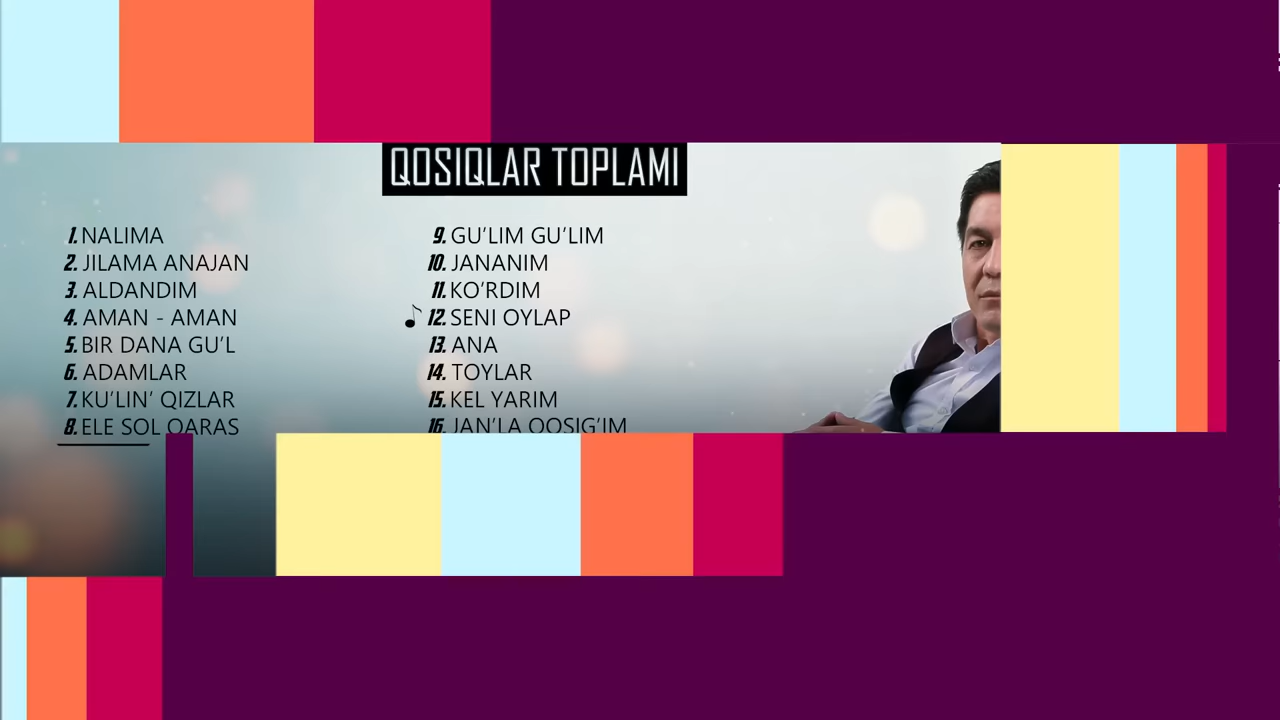 QOSIQLAR TOPLAMI
1. NALIMA
2. JILAMA ANAJAN
3. ALDANDIM
4. AMAN - AMAN
5. BIR DANA GU'L
6. ADAMLAR
7. KU'LIN' QIZLAR
8. ELE SOL QARAS
9. GU'LIM GU'LIM
10. JANANIM
11. KO'RDIM
12. SENI OYLAP
13. ANA
14. TOYLAR
15. KEL YARIM
16. JAN'LA QOSIG'IM